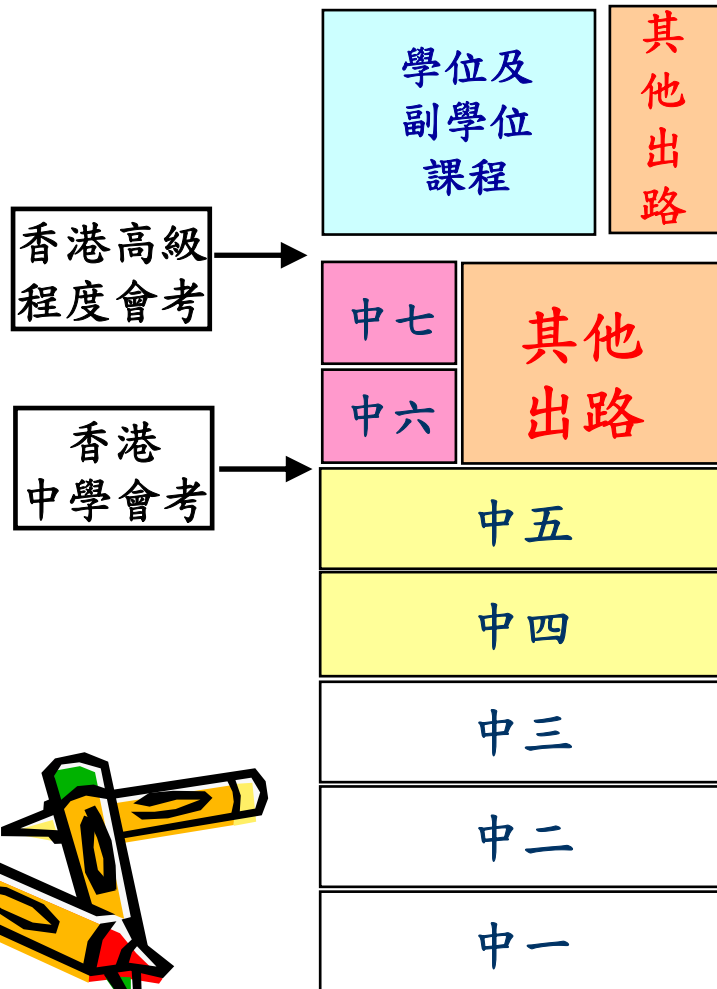 學位及
副學位
課程
其
他
出
路
香港高級
程度會考
中七
其他
出路
中六
香港
中學會考
中五
中四
中三
中二
中一